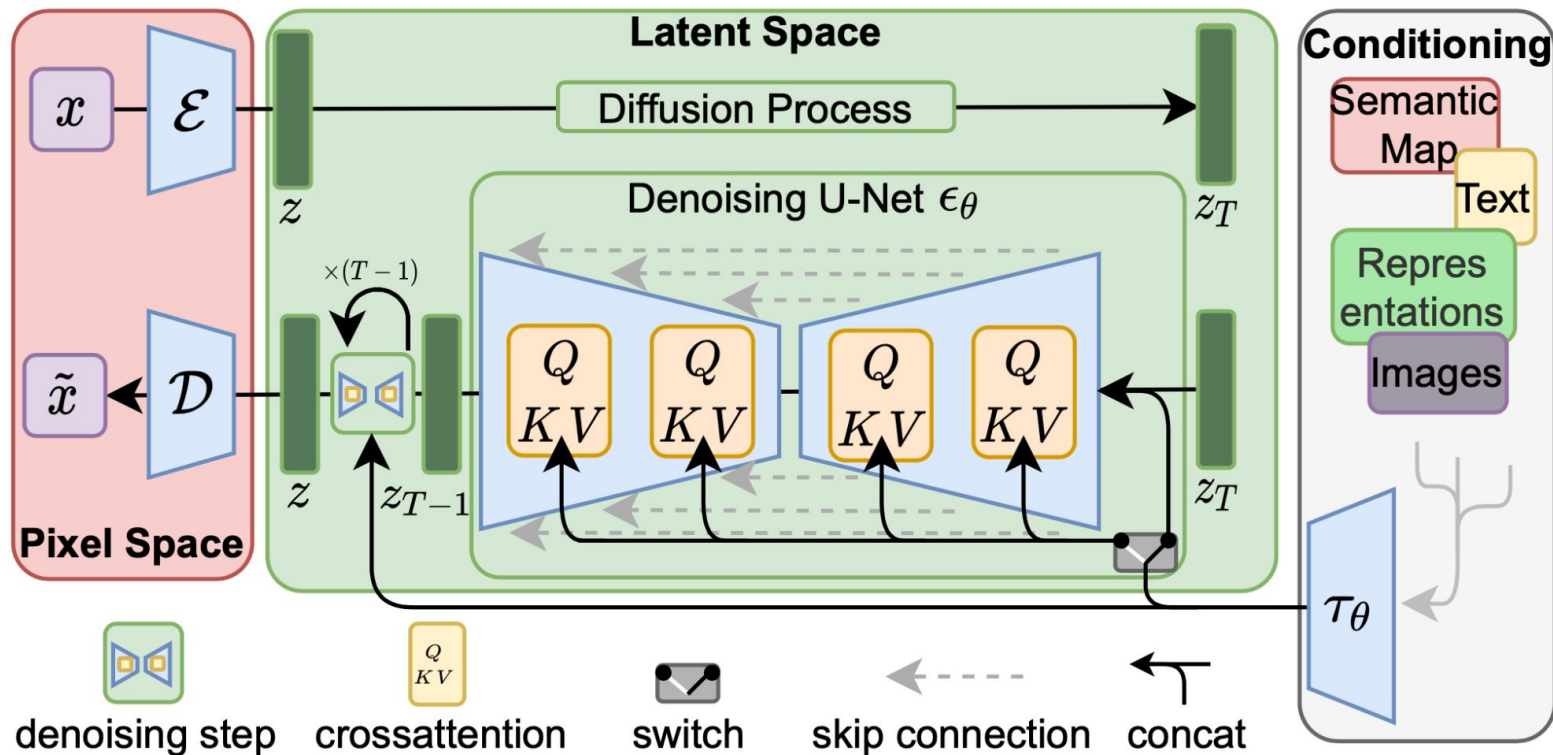 Latent Space
Conditioning
x
ℰ
Diffusion Process
Semantic
Map
z
Denoising U-Net ϵ_θ
z_T
Text
×(T − 1)
Repres
entations
x̃
𝒟
Q
KV
Q
KV
Q
KV
Q
KV
Images
z
z_{T−1}
z_T
Pixel Space
τ_θ
Q
KV
denoising step
crossattention
switch
skip connection
concat